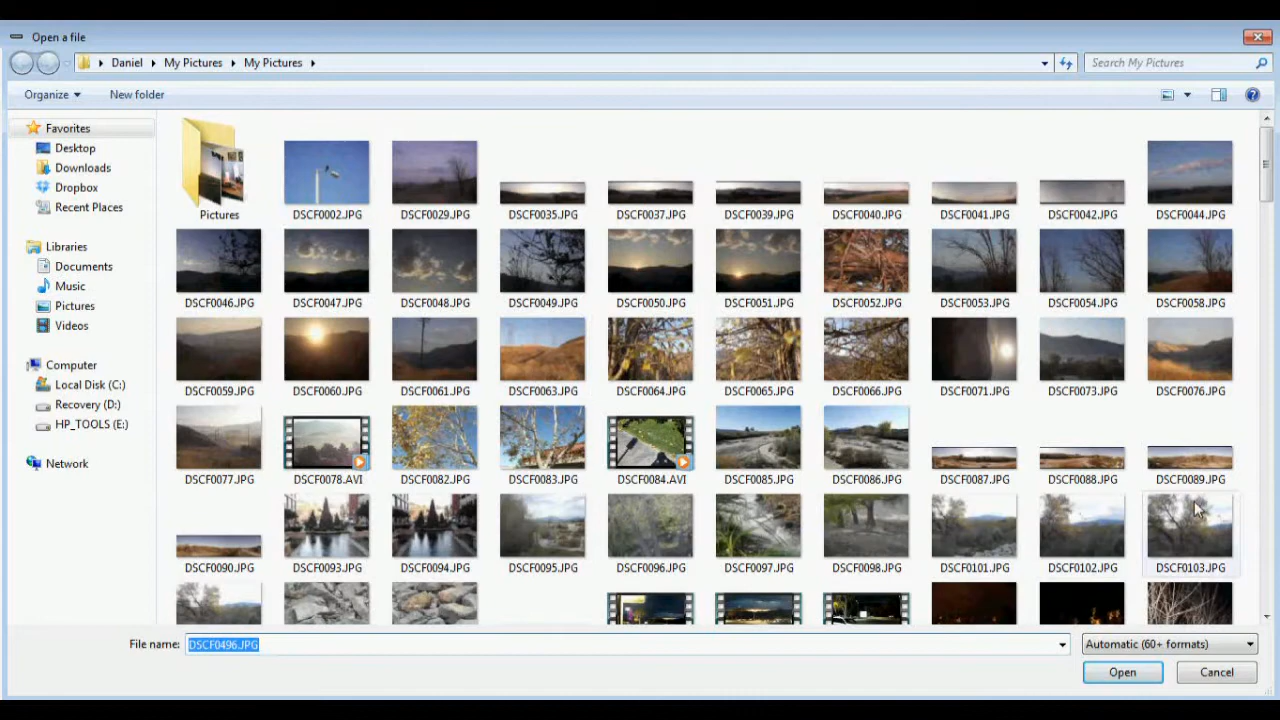 Open a file
Daniel My Pictures My Pictures
Search My Pictures
Organize New folder
Favorites
Desktop
Downloads
Dropbox
Recent Places
Libraries
Documents
Music
Pictures
Videos
Computer
Local Disk (C:)
Recovery (D:)
HP_TOOLS (E:)
Network
Pictures DSCF0002.JPG DSCF0029.JPG DSCF0035.JPG DSCF0037.JPG DSCF0039.JPG DSCF0040.JPG DSCF0041.JPG DSCF0042.JPG DSCF0044.JPG
DSCF0046.JPG DSCF0047.JPG DSCF0048.JPG DSCF0049.JPG DSCF0050.JPG DSCF0051.JPG DSCF0052.JPG DSCF0053.JPG DSCF0054.JPG DSCF0058.JPG
DSCF0059.JPG DSCF0060.JPG DSCF0061.JPG DSCF0063.JPG DSCF0064.JPG DSCF0065.JPG DSCF0066.JPG DSCF0071.JPG DSCF0073.JPG DSCF0076.JPG
DSCF0077.JPG DSCF0078.AVI DSCF0082.JPG DSCF0083.JPG DSCF0084.AVI DSCF0085.JPG DSCF0086.JPG DSCF0087.JPG DSCF0088.JPG DSCF0089.JPG
DSCF0090.JPG DSCF0093.JPG DSCF0094.JPG DSCF0095.JPG DSCF0096.JPG DSCF0097.JPG DSCF0098.JPG DSCF0101.JPG DSCF0102.JPG DSCF0103.JPG
File name: DSCF0496.JPG Automatic (60+ formats)
Open Cancel